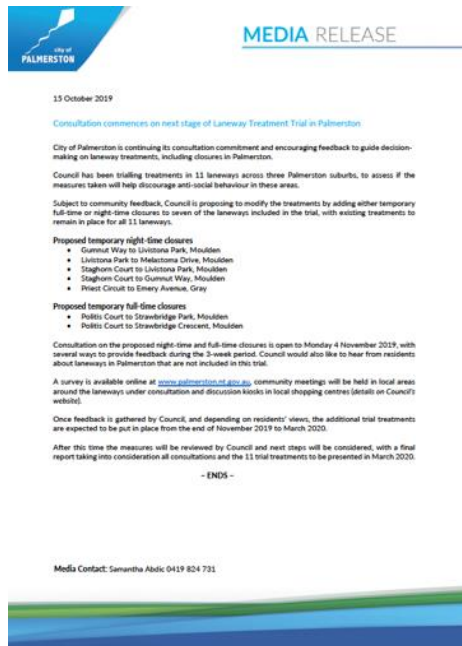 city of
PALMERSTON
MEDIA RELEASE
15 October 2019
Consultation commences on next stage of Laneway Treatment Trial in Palmerston
City of Palmerston is continuing its consultation commitment and encouraging feedback to guide decision-
making on laneway treatments, including closures in Palmerston.
Council has been trialling treatments in 11 laneways across three Palmerston suburbs, to assess if the
measures taken will help discourage anti-social behaviour in these areas.
Subject to community feedback, Council is proposing to modify the treatments by adding either temporary
full-time or night-time closures to seven of the laneways included in the trial, with existing treatments to
remain in place for all 11 laneways.
Proposed temporary night-time closures
• Gumnut Way to Livistona Park, Moulden
• Livistona Park to Melastoma Drive, Moulden
• Staghorn Court to Livistona Park, Moulden
• Staghorn Court to Gumnut Way, Moulden
• Priest Circuit to Emery Avenue, Gray
Proposed temporary full-time closures
• Politis Court to Strawbridge Park, Moulden
• Politis Court to Strawbridge Crescent, Moulden
Consultation on the proposed night-time and full-time closures is open to Monday 4 November 2019, with
several ways to provide feedback during the 3-week period. Council would also like to hear from residents
about laneways in Palmerston that are not included in this trial.
A survey is available online at www.palmerston.nt.gov.au, community meetings will be held in local areas
around the laneways under consultation and discussion kiosks in local shopping centres (details on Council's
website).
Once feedback is gathered by Council, and depending on residents' views, the additional trial treatments
are expected to be put in place from the end of November 2019 to March 2020.
After this time the measures will be reviewed by Council and next steps will be considered, with a final
report taking into consideration all consultations and the 11 trial treatments to be presented in March 2020.
– ENDS –
Media Contact: Samantha Abdic 0419 824 731